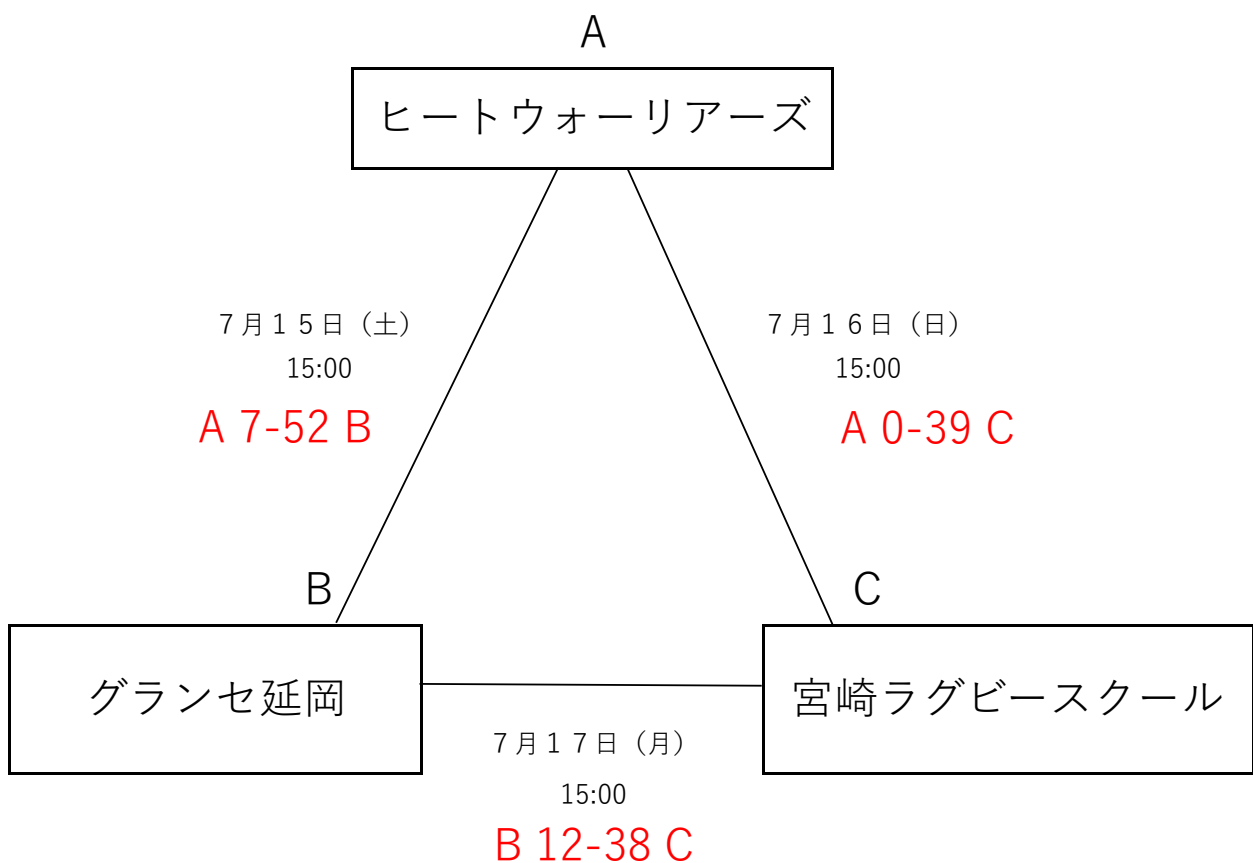 A
ヒートウォーリアーズ
７月１５日（土）
15:00
A 7-52 B
７月１６日（日）
15:00
A 0-39 C
B
グランセ延岡
C
宮崎ラグビースクール
７月１７日（月）
15:00
B 12-38 C